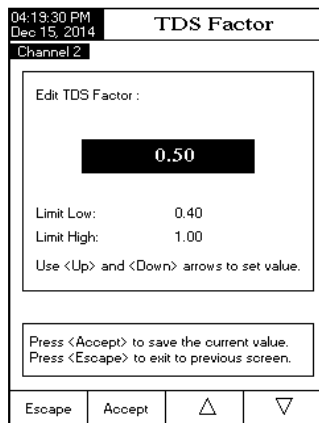 04:19:30 PM
Dec 15, 2014
TDS Factor
Channel 2
Edit TDS Factor :
0.50
Limit Low: 0.40
Limit High: 1.00
Use <Up> and <Down> arrows to set value.
Press <Accept> to save the current value.
Press <Escape> to exit to previous screen.
Escape Accept △ ▽